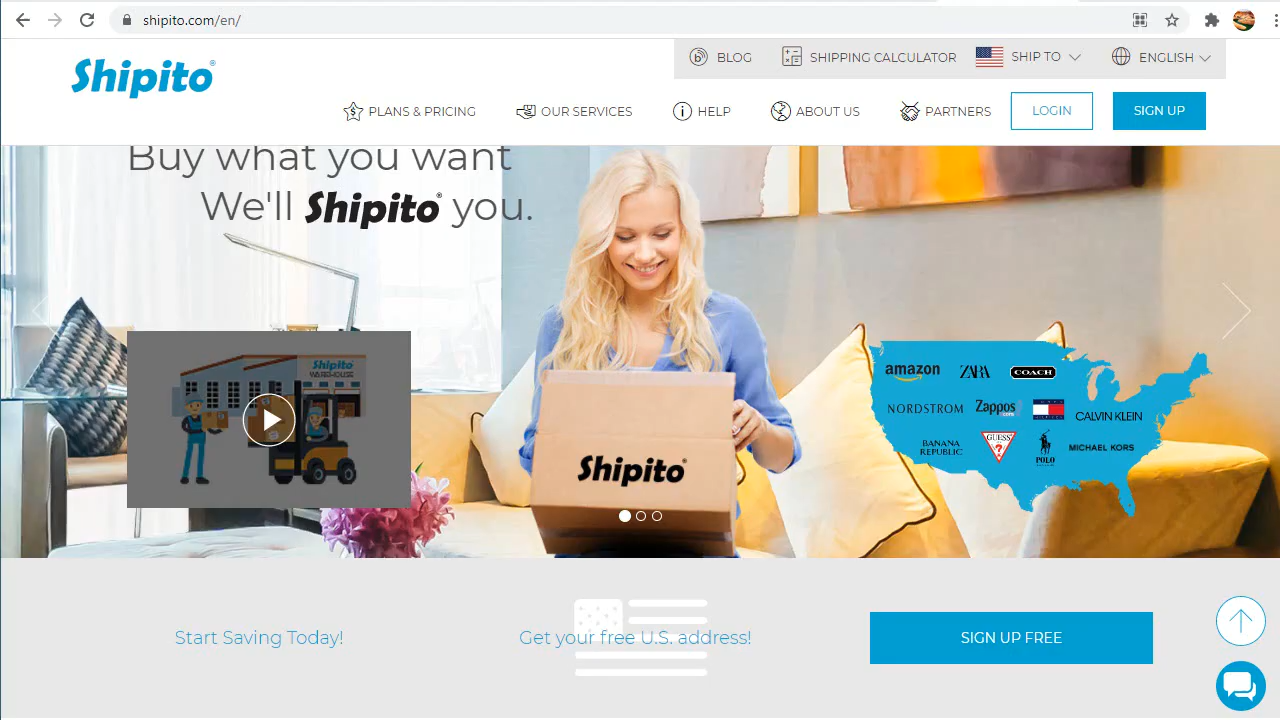 shipito.com/en/
BLOG
SHIPPING CALCULATOR
SHIP TO
ENGLISH
Shipito®
PLANS & PRICING
OUR SERVICES
HELP
ABOUT US
PARTNERS
LOGIN
SIGN UP
Buy what you want
We'll Shipito® you.
Shipito®
WAREHOUSE
Shipito®
amazon
ZARA
COACH
NORDSTROM
Zappos
.com
CALVIN KLEIN
BANANA
REPUBLIC
GUESS
?
POLO
MICHAEL KORS
Start Saving Today!
Get your free U.S. address!
SIGN UP FREE